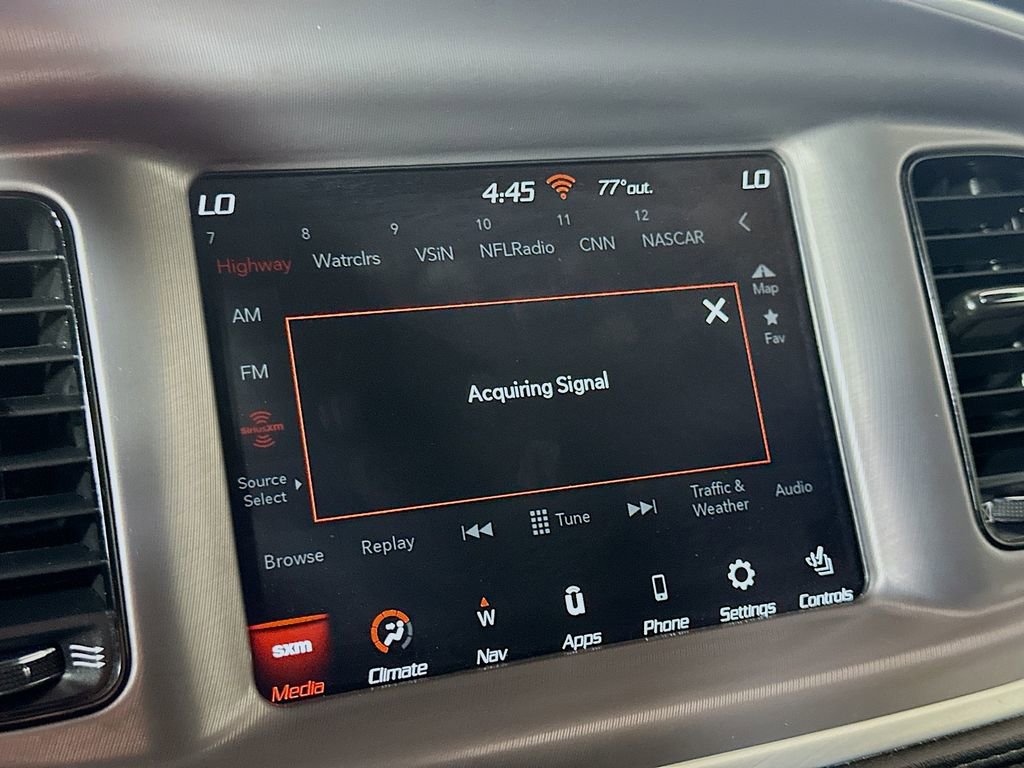 LO 4:45 77°out. LO
7 8 9 10 11 12
Highway Watrclrs VSiN NFLRadio CNN NASCAR
AM
Map
Fav
FM
Acquiring Signal
siriusxm
Source
Select
Browse Replay Tune Traffic &
Weather
Audio
W
sxm
Media Climate Nav Apps Phone Settings Controls